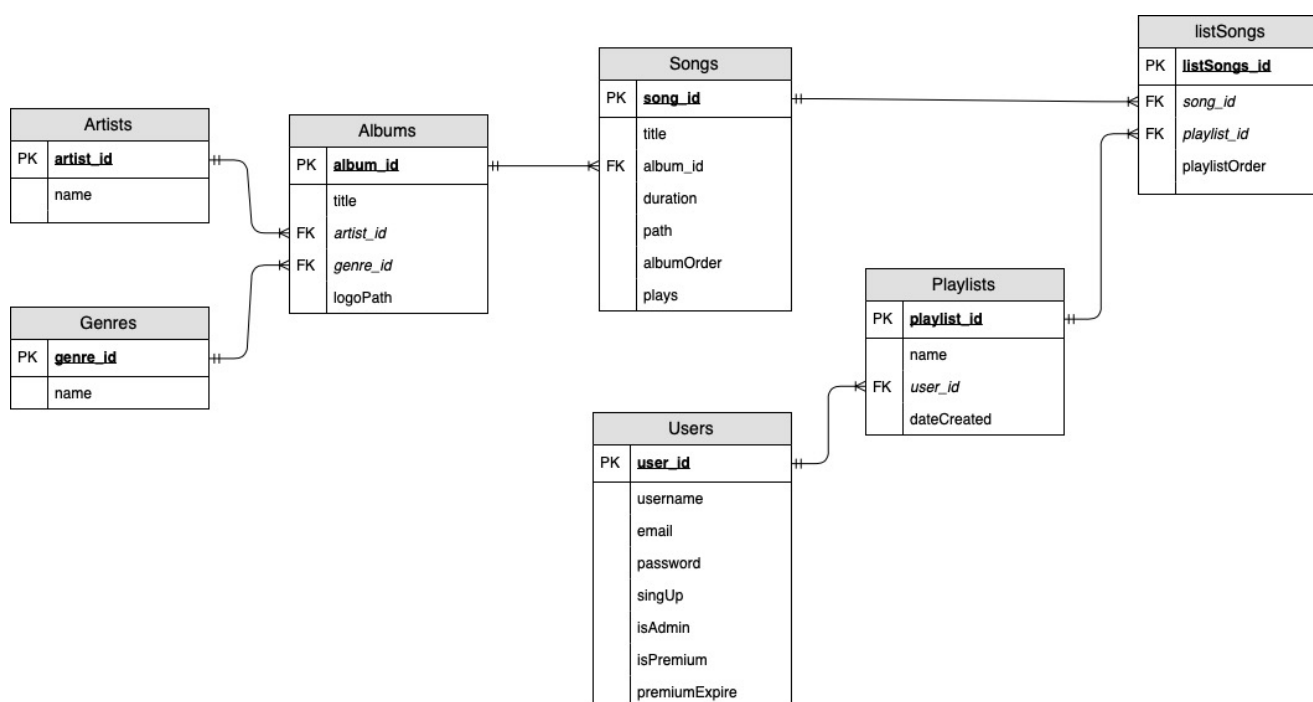 Artists
PK artist_id
name
Genres
PK genre_id
name
Albums
PK album_id
title
FK artist_id
FK genre_id
logoPath
Songs
PK song_id
title
FK album_id
duration
path
albumOrder
plays
Users
PK user_id
username
email
password
singUp
isAdmin
isPremium
premiumExpire
Playlists
PK playlist_id
name
FK user_id
dateCreated
listSongs
PK listSongs_id
FK song_id
FK playlist_id
playlistOrder